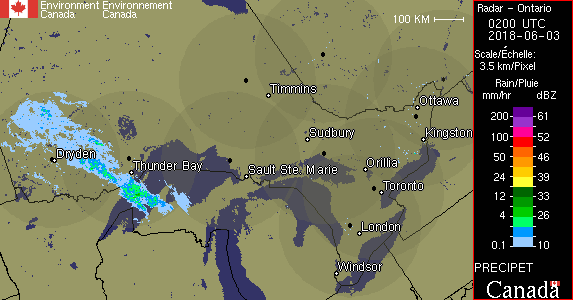 Environment Environnement
Canada Canada
100 KM
Timmins
Ottawa
Sudbury
Kingston
Dryden
Thunder Bay
Sault Ste. Marie
Orillia
Toronto
London
Windsor
Radar - Ontario
0200 UTC
2018-06-03
Scale/Échelle:
3.5 km/Pixel
Rain/Pluie
mm/hr dBZ
200 61
100 56
100 52
50 46
24 39
12 33
4 26
0.1 10
PRECIPET
Canada